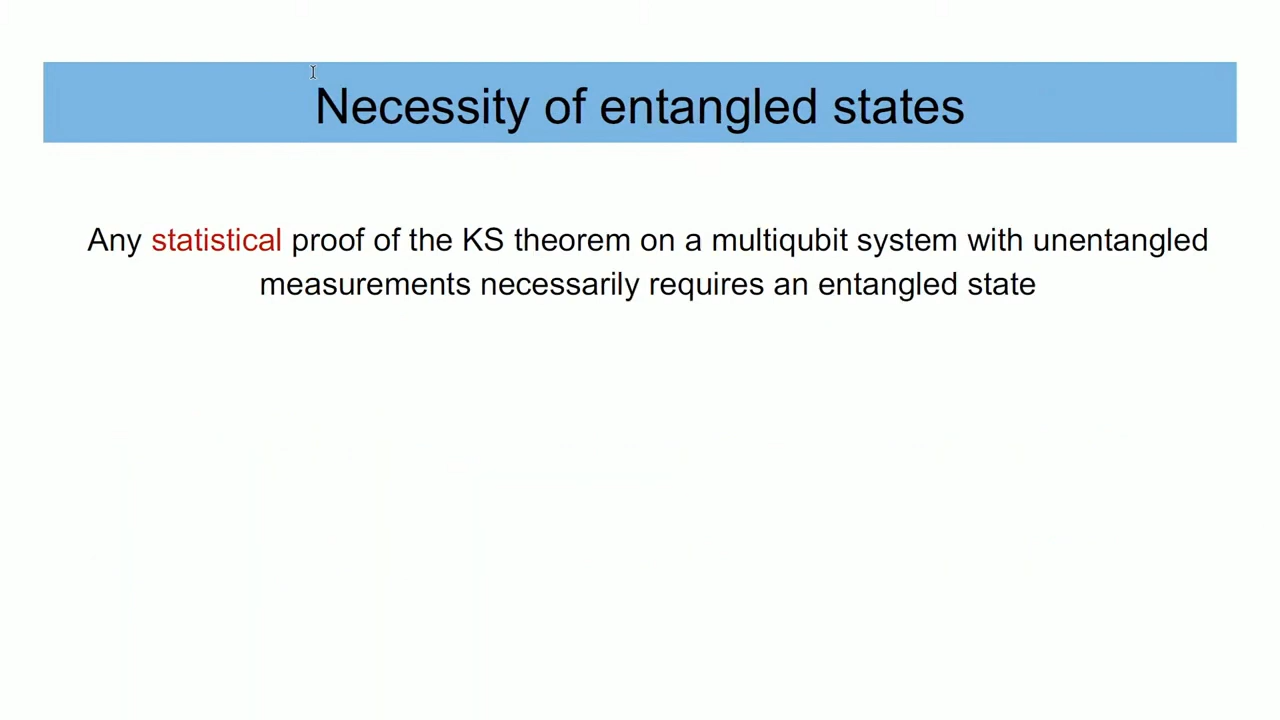 Necessity of entangled states
Any statistical proof of the KS theorem on a multiqubit system with unentangled
measurements necessarily requires an entangled state